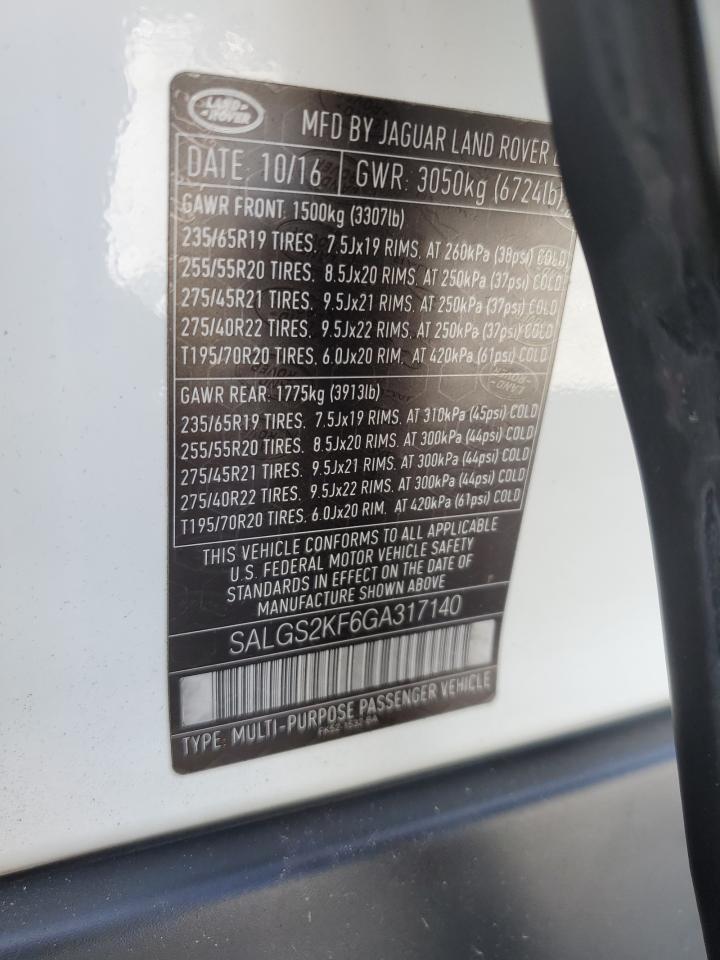 LAND
ROVER
MFD BY JAGUAR LAND ROVER
DATE: 10/16 GWR: 3050kg (6724lb)
GAWR FRONT: 1500kg (3307lb)
235/65R19 TIRES, 7.5Jx19 RIMS, AT 260kPa (38psi) COLD
255/55R20 TIRES, 8.5Jx20 RIMS, AT 250kPa (37psi) COLD
275/45R21 TIRES, 9.5Jx21 RIMS, AT 250kPa (37psi) COLD
275/40R22 TIRES, 9.5Jx22 RIMS, AT 250kPa (37psi) COLD
T195/70R20 TIRES, 6.0Jx20 RIM, AT 420kPa (61psi) COLD
GAWR REAR: 1775kg (3913lb)
235/65R19 TIRES, 7.5Jx19 RIMS, AT 310kPa (45psi) COLD
255/55R20 TIRES, 8.5Jx20 RIMS, AT 300kPa (44psi) COLD
275/45R21 TIRES, 9.5Jx21 RIMS, AT 300kPa (44psi) COLD
275/40R22 TIRES, 9.5Jx22 RIMS, AT 300kPa (44psi) COLD
T195/70R20 TIRES, 6.0Jx20 RIM, AT 420kPa (61psi) COLD
THIS VEHICLE CONFORMS TO ALL APPLICABLE
U.S. FEDERAL MOTOR VEHICLE SAFETY
STANDARDS IN EFFECT ON THE DATE OF
MANUFACTURE SHOWN ABOVE
SALGS2KF6GA317140
TYPE: MULTI-PURPOSE PASSENGER VEHICLE